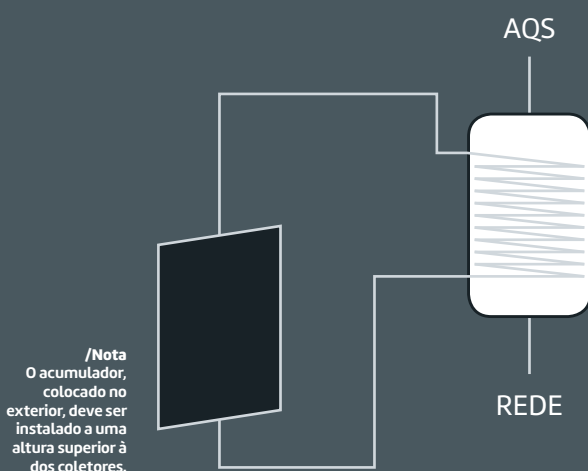 AQS
/Nota
O acumulador,
colocado no
exterior, deve ser
instalado a uma
altura superior à
dos coletores.
REDE